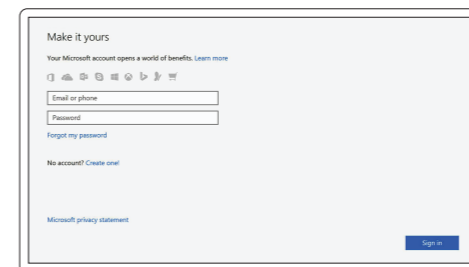 Make it yours
Your Microsoft account opens a world of benefits. Learn more
Email or phone
Password
Forgot my password
No account? Create one!
Microsoft privacy statement
Sign in